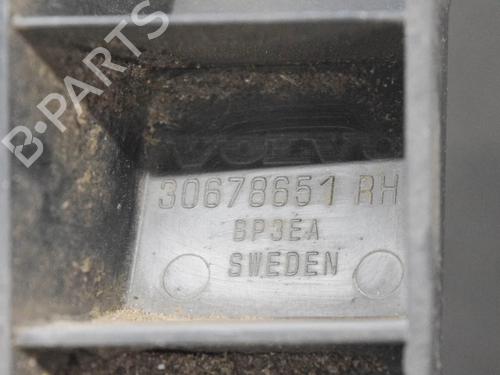 B-PARTS
VOLVO
30678651 RH
BP3EA
SWEDEN